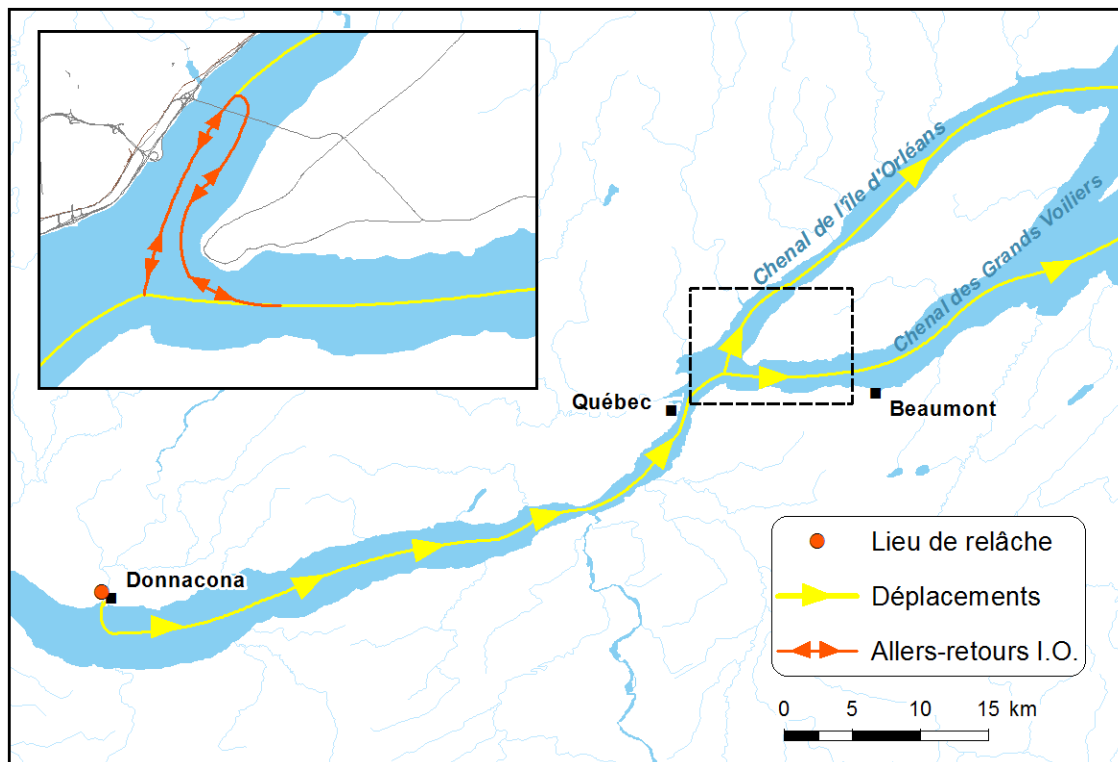 Chenal de l'île d'Orléans
Chenal des Grands Voiliers
Québec
Beaumont
Donnacona
Lieu de relâche
Déplacements
Allers-retours I.O.
0 5 10 15 km